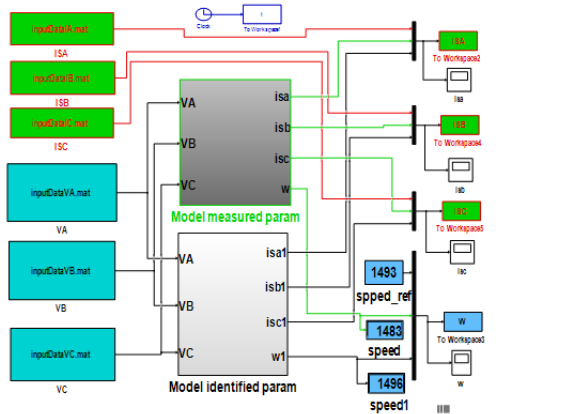 inputDataIA.mat
ISA
inputDataIB.mat
ISB
inputDataIC.mat
ISC
inputDataVA.mat
VA
inputDataVB.mat
VB
inputDataVC.mat
VC
Clock
t
To Workspace1
VA
VB
VC
isa
isb
isc
w
Model measured param
VA
VB
VC
isa1
isb1
isc1
w1
Model identified param
ISA
To Workspace2
Isa
ISB
To Workspace4
Isb
ISC
To Workspace5
Isc
1493
spped_ref
1483
speed
1496
speed1
W
To Workspace3
w